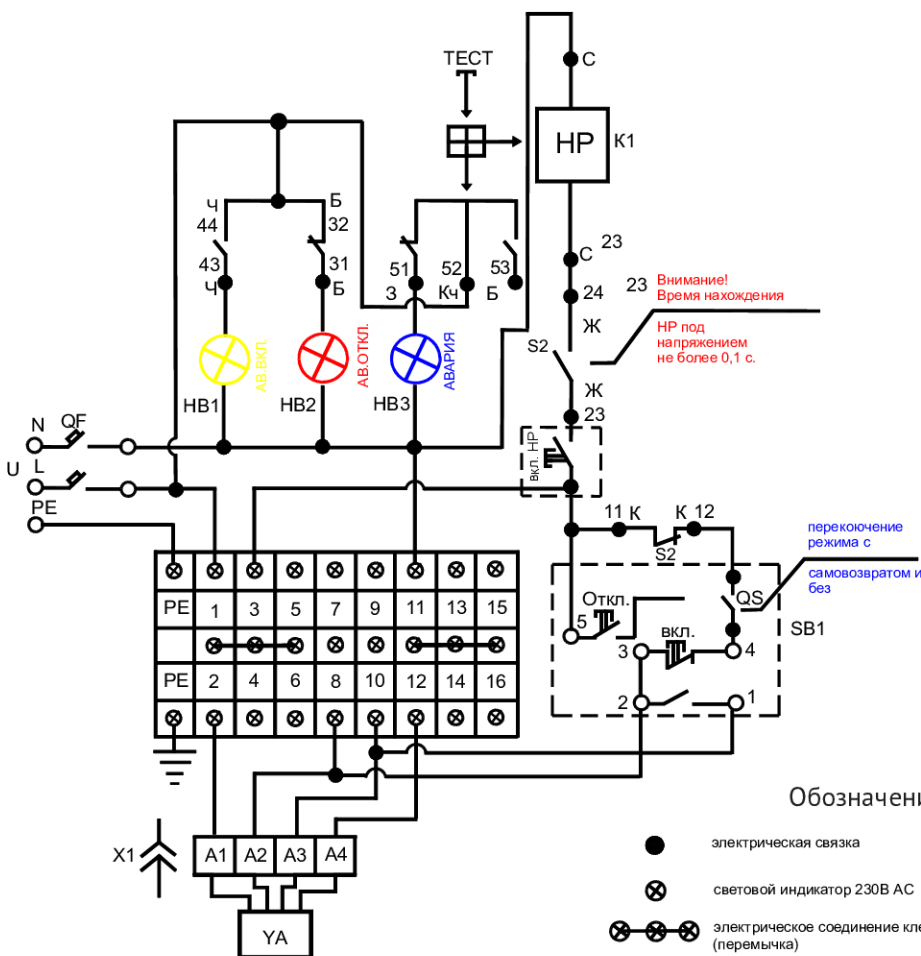 ТЕСТ
С
НР
К1
Ч
Б
44
32
43
31
Ч
Б
51
52
53
З
Кч
Б
С
23
24
23
Внимание!
Время нахождения
НР под
напряжением
не более 0,1 с.
Ж
S2
Ж
23
АВ.ВКЛ.
АВ.ОТКЛ.
АВАРИЯ
НВ1
НВ2
НВ3
N
QF
U
L
PE
вкл. НР
11
К
К
12
S2
перекоючение
режима с
самовозвратом и
без
PE
1
3
5
7
9
11
13
15
PE
2
4
6
8
10
12
14
16
Откл.
QS
5
SB1
вкл.
3
4
2
1
X1
A1
A2
A3
A4
YA
Обозначени
электрическая связка
световой индикатор 230В АС
электрическое соединение кле
(перемычка)